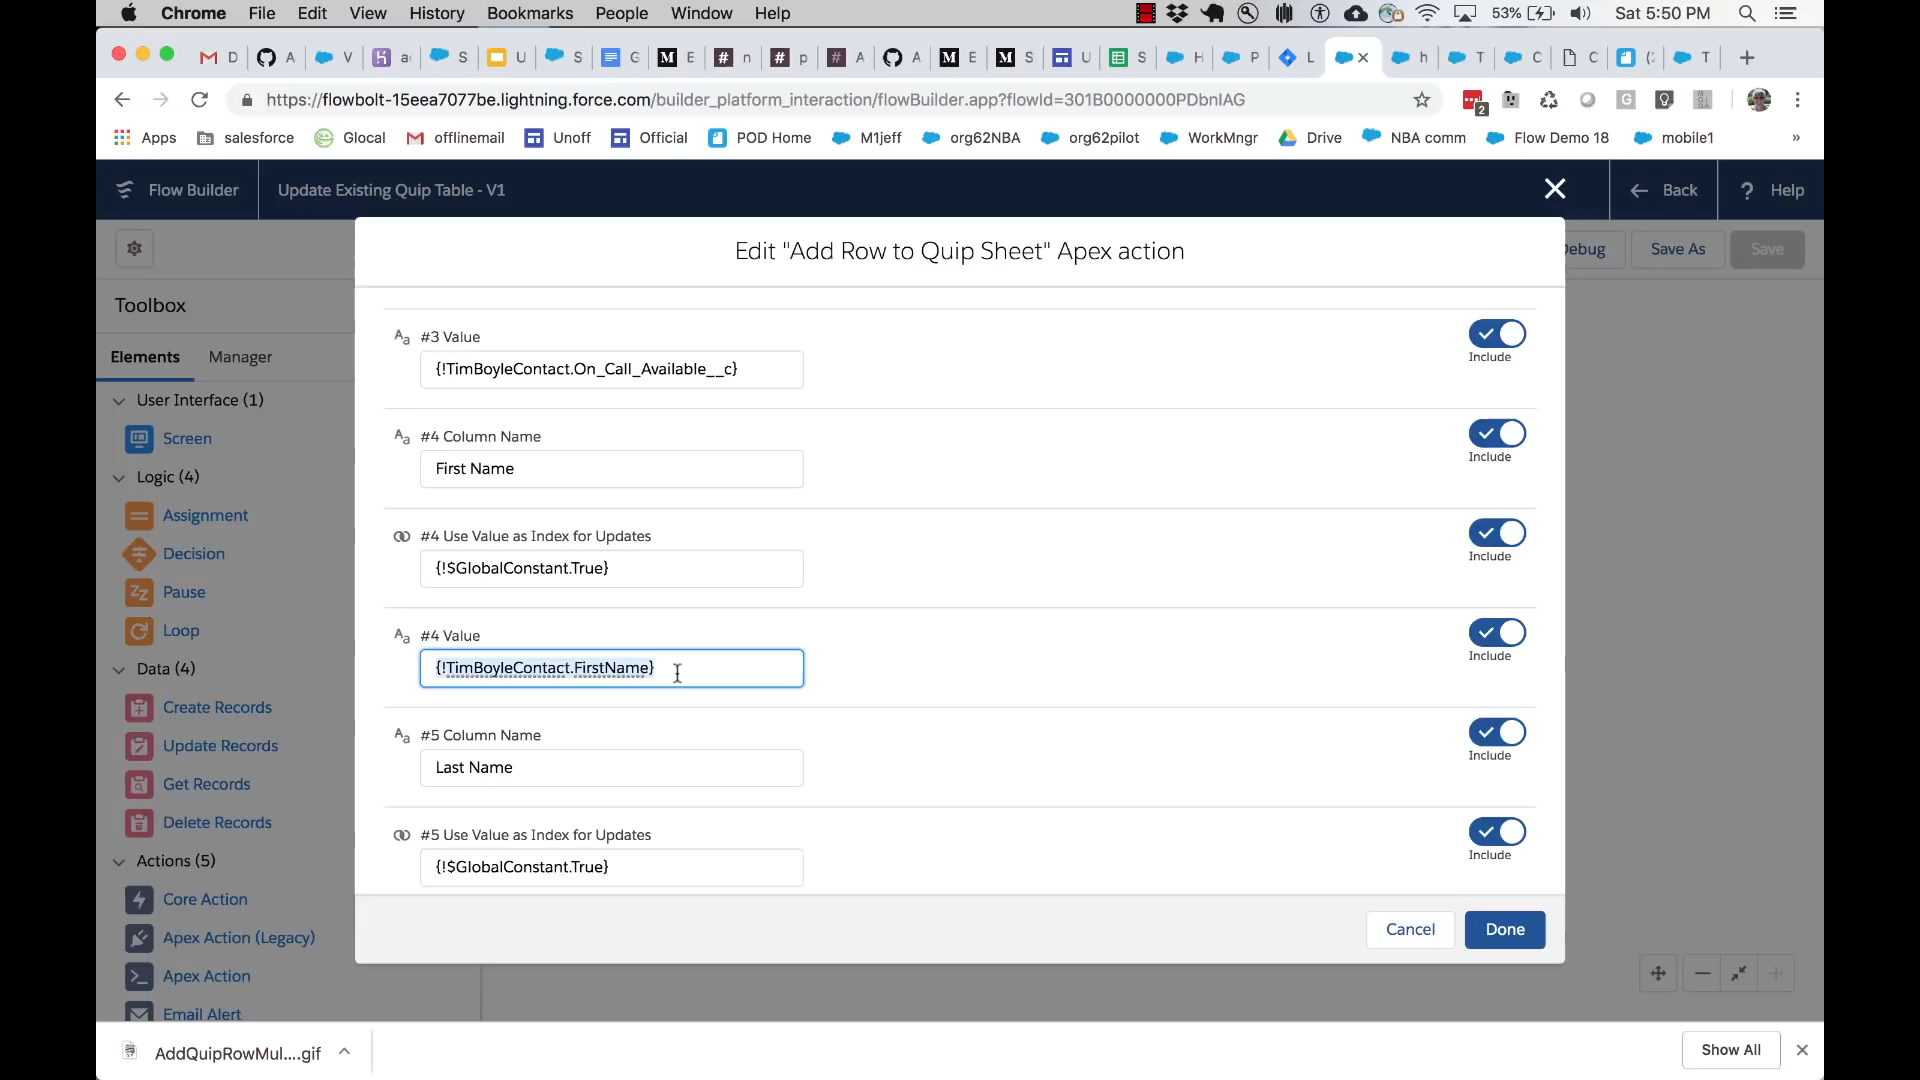 Chrome File Edit View History Bookmarks People Window Help 53% Sat 5:50 PM
D A V a S U S G E n p A A E S U S H P L h T C C (: T
https://flowbolt-15eea7077be.lightning.force.com/builder_platform_interaction/flowBuilder.app?flowId=301B0000000PDbnIAG 2
Apps salesforce Glocal offlinemail Unoff Official POD Home M1jeff org62NBA org62pilot WorkMngr Drive NBA comm Flow Demo 18 mobile1 »
Flow Builder Update Existing Quip Table - V1 Back ? Help
Edit "Add Row to Quip Sheet" Apex action
Debug Save As Save
Toolbox
Elements Manager
User Interface (1)
Screen
Logic (4)
Assignment
Decision
Pause
Loop
Data (4)
Create Records
Update Records
Get Records
Delete Records
Actions (5)
Core Action
Apex Action (Legacy)
Apex Action
Email Alert
Aa #3 Value
{!TimBoyleContact.On_Call_Available__c}
Include
Aa #4 Column Name
First Name
Include
#4 Use Value as Index for Updates
{!$GlobalConstant.True}
Include
Aa #4 Value
{!TimBoyleContact.FirstName}
Include
Aa #5 Column Name
Last Name
Include
#5 Use Value as Index for Updates
{!$GlobalConstant.True}
Include
Cancel Done
AddQuipRowMul....gif Show All